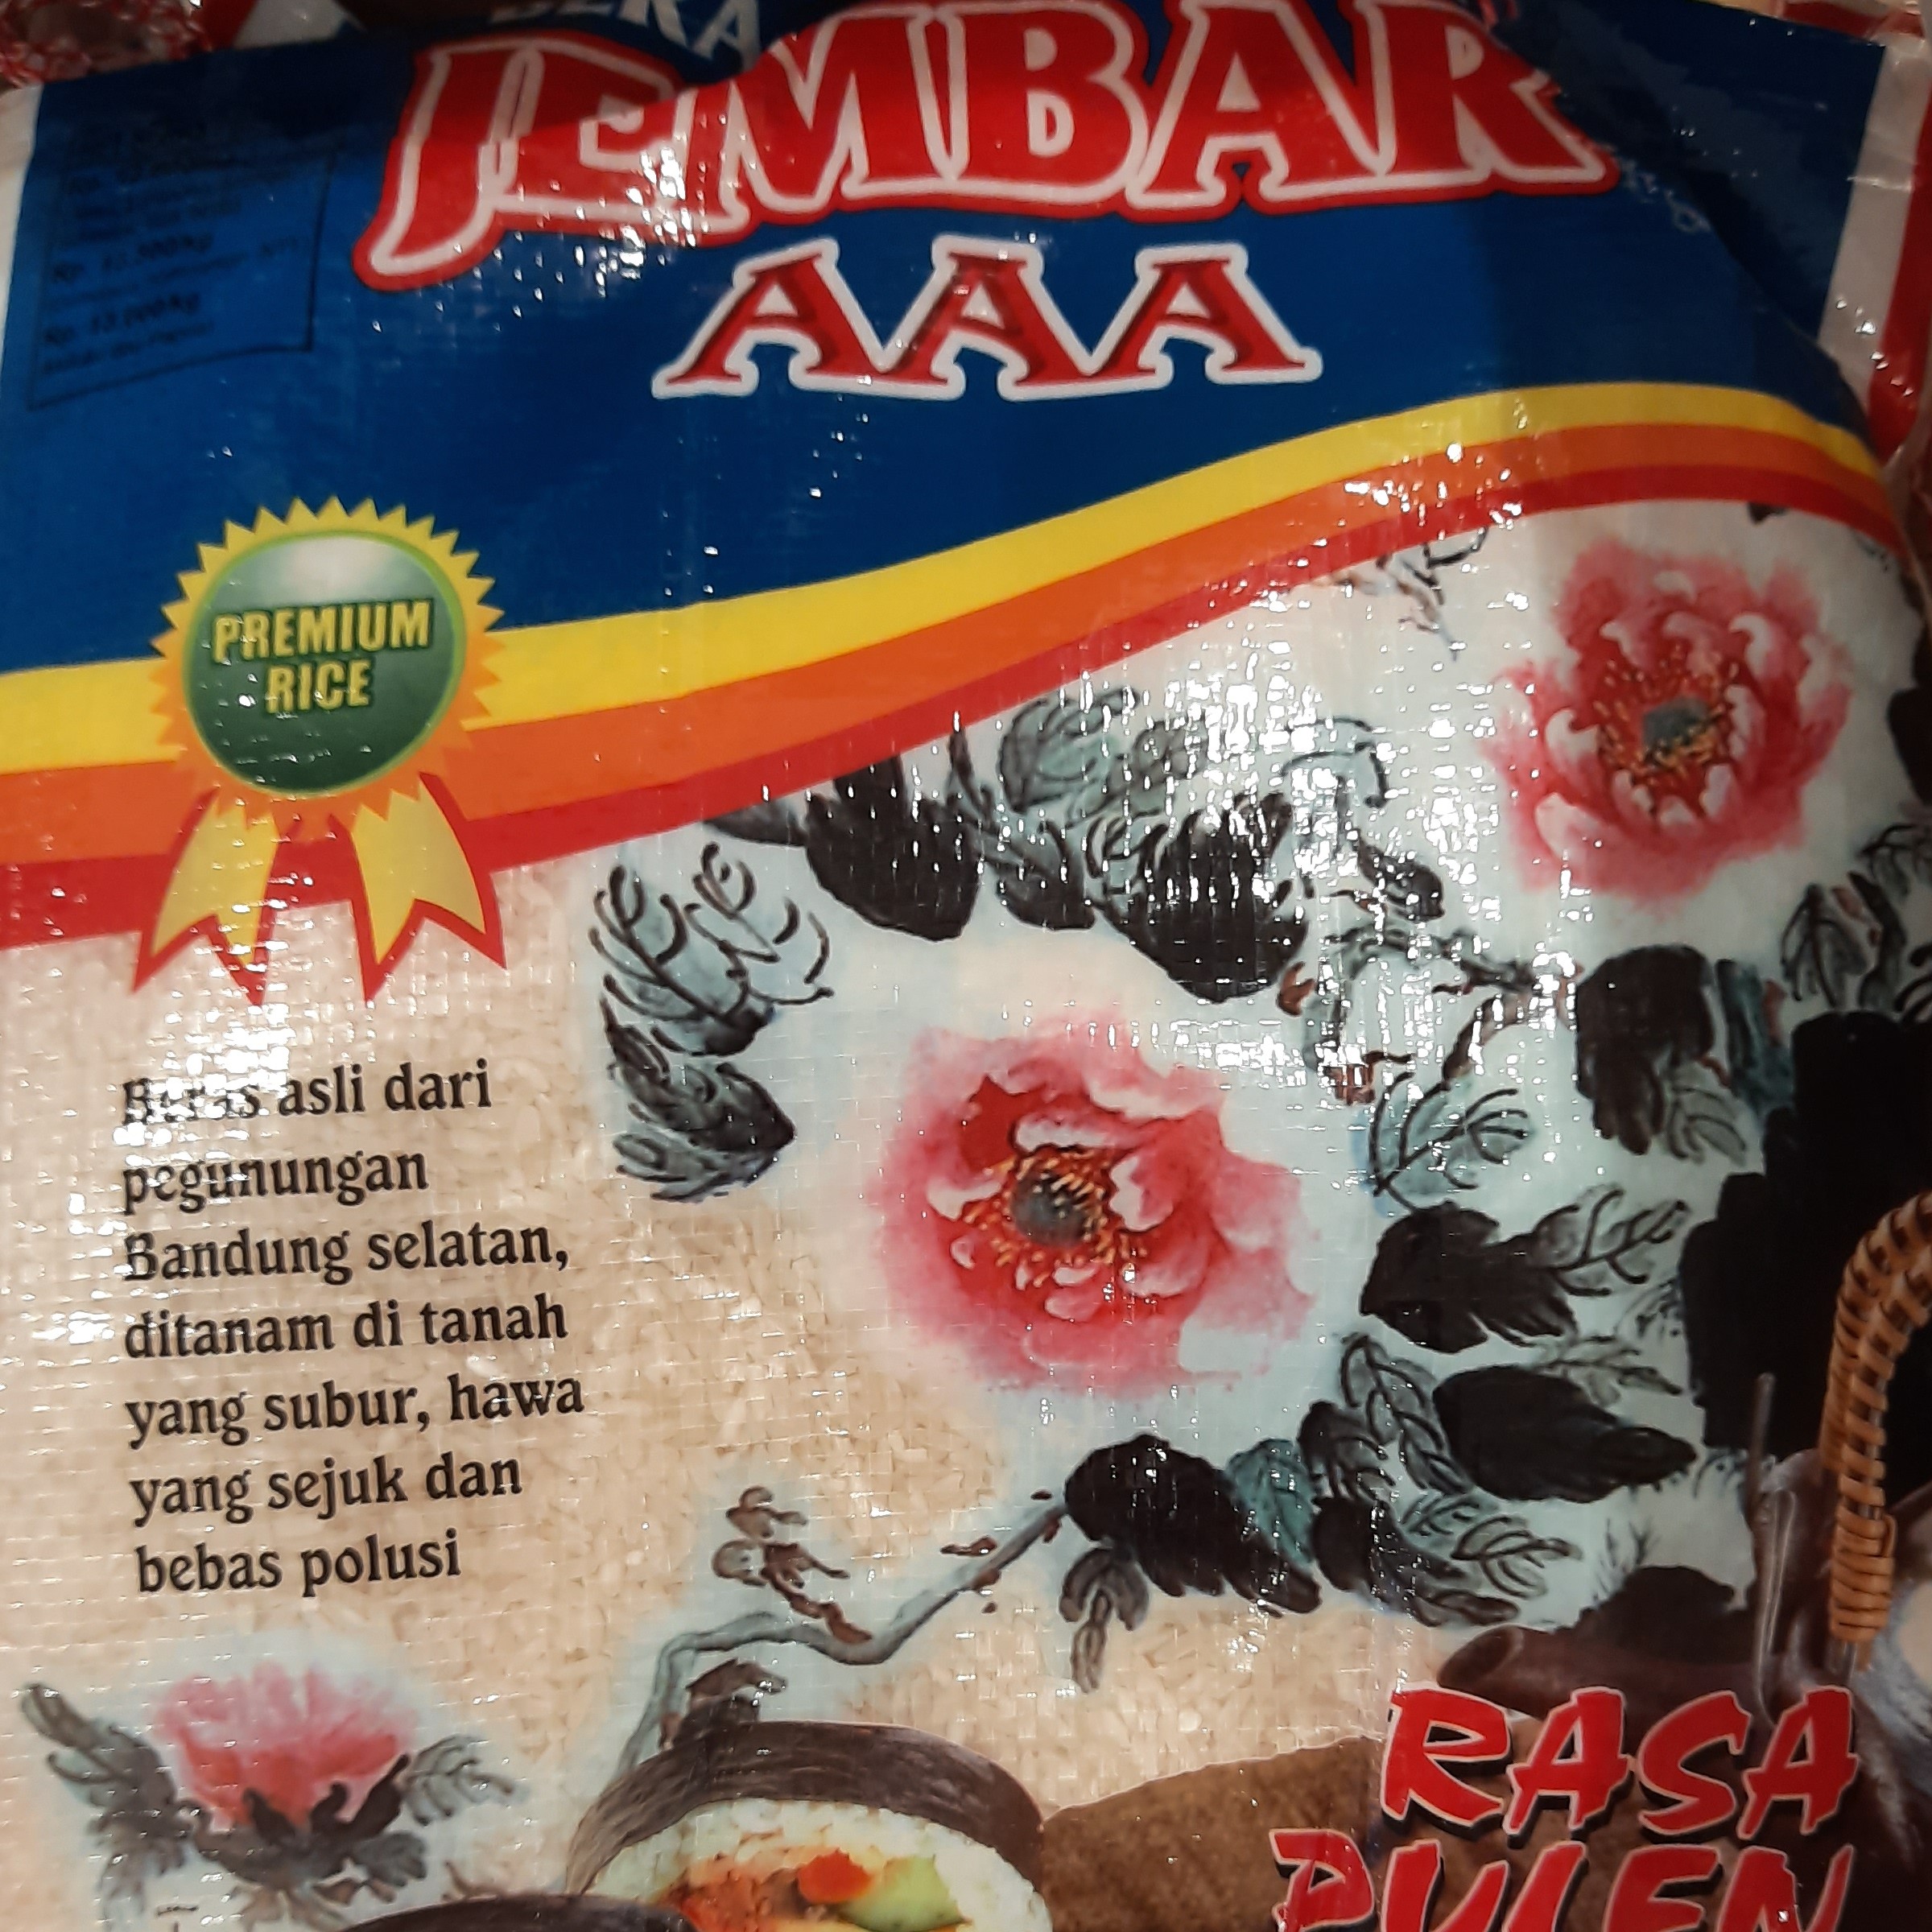 JEMBAR
AAA
PREMIUM
RICE
Beras asli dari
pegunungan
Bandung selatan,
ditanam di tanah
yang subur, hawa
yang sejuk dan
bebas polusi
RASA
PULEN